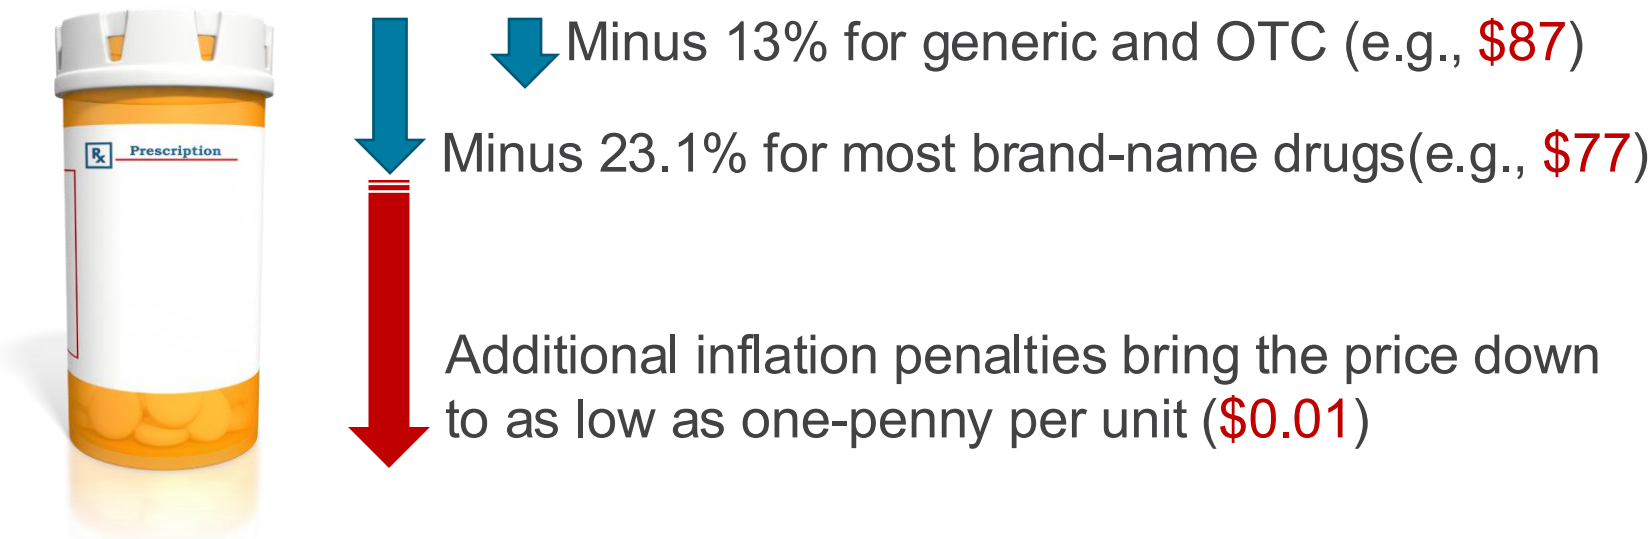 Minus 13% for generic and OTC (e.g., $87)
Rx Prescription
Minus 23.1% for most brand-name drugs(e.g., $77)
Additional inflation penalties bring the price down
to as low as one-penny per unit ($0.01)